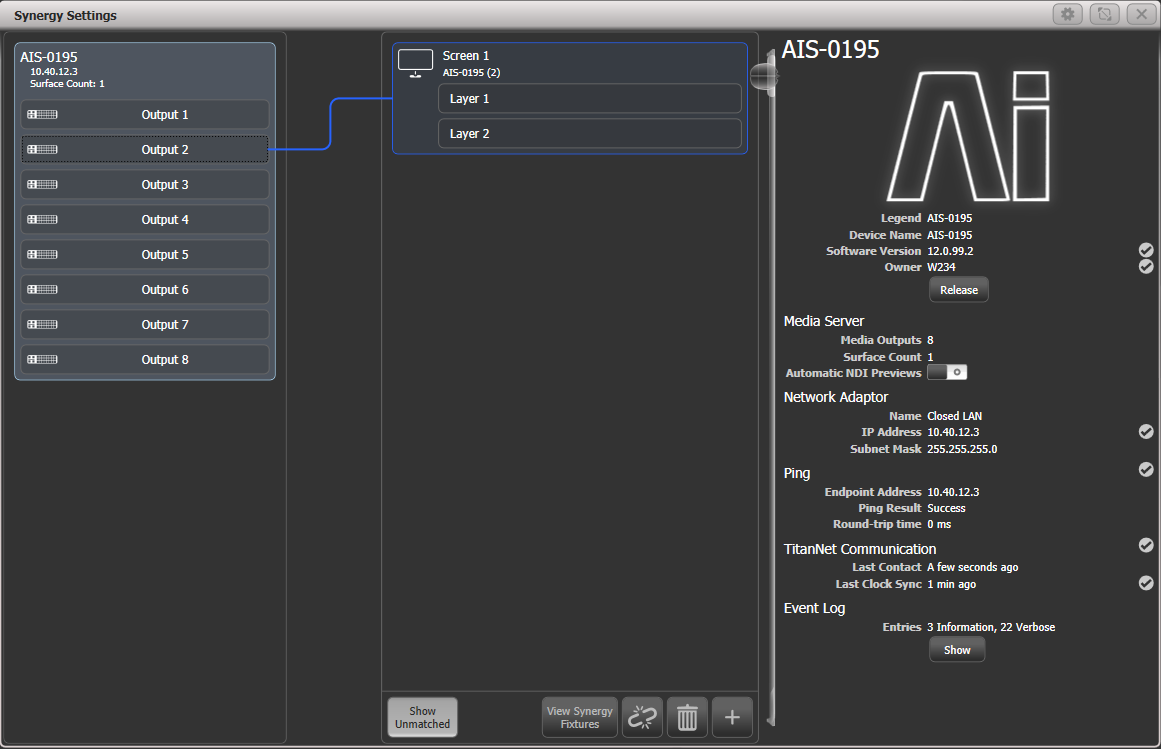 Synergy Settings
AIS-0195
10.40.12.3
Surface Count: 1
Output 1
Output 2
Output 3
Output 4
Output 5
Output 6
Output 7
Output 8
Screen 1
AIS-0195 (2)
Layer 1
Layer 2
Show
Unmatched
View Synergy
Fixtures
AIS-0195
Ai
Legend AIS-0195
Device Name AIS-0195
Software Version 12.0.99.2
Owner W234
Release
Media Server
Media Outputs 8
Surface Count 1
Automatic NDI Previews
Network Adaptor
Name Closed LAN
IP Address 10.40.12.3
Subnet Mask 255.255.255.0
Ping
Endpoint Address 10.40.12.3
Ping Result Success
Round-trip time 0 ms
TitanNet Communication
Last Contact A few seconds ago
Last Clock Sync 1 min ago
Event Log
Entries 3 Information, 22 Verbose
Show